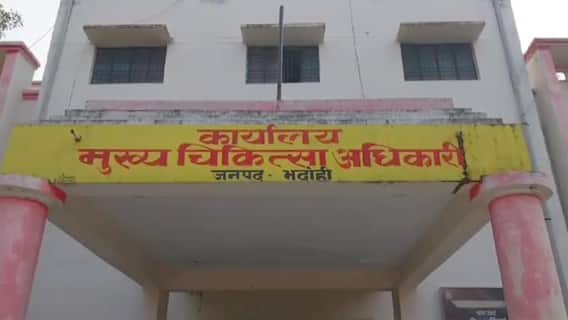 कार्यालय
मुख्य चिकित्सा अधिकारी
जनपद - भदोही